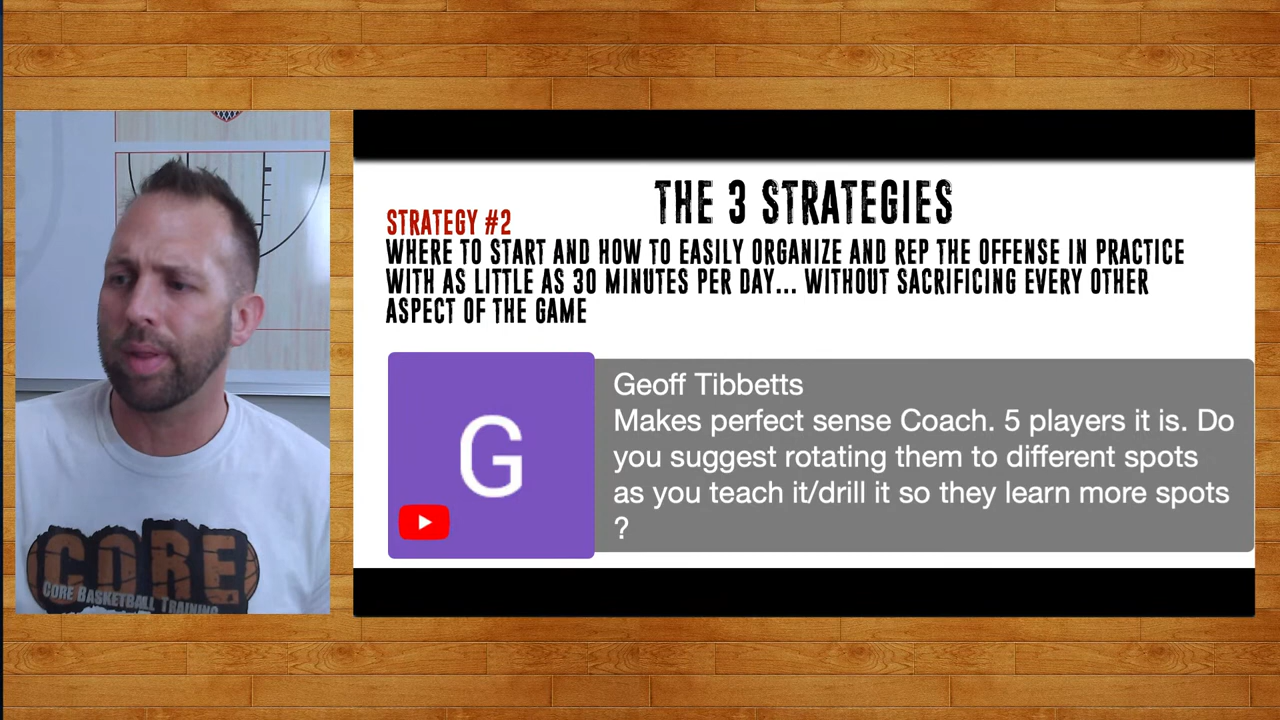 THE 3 STRATEGIES
STRATEGY #2
WHERE TO START AND HOW TO EASILY ORGANIZE AND REP THE OFFENSE IN PRACTICE
WITH AS LITTLE AS 30 MINUTES PER DAY... WITHOUT SACRIFICING EVERY OTHER
ASPECT OF THE GAME
G
Geoff Tibbetts
Makes perfect sense Coach. 5 players it is. Do
you suggest rotating them to different spots
as you teach it/drill it so they learn more spots
?
CORE
CORE BASKETBALL TRAINING